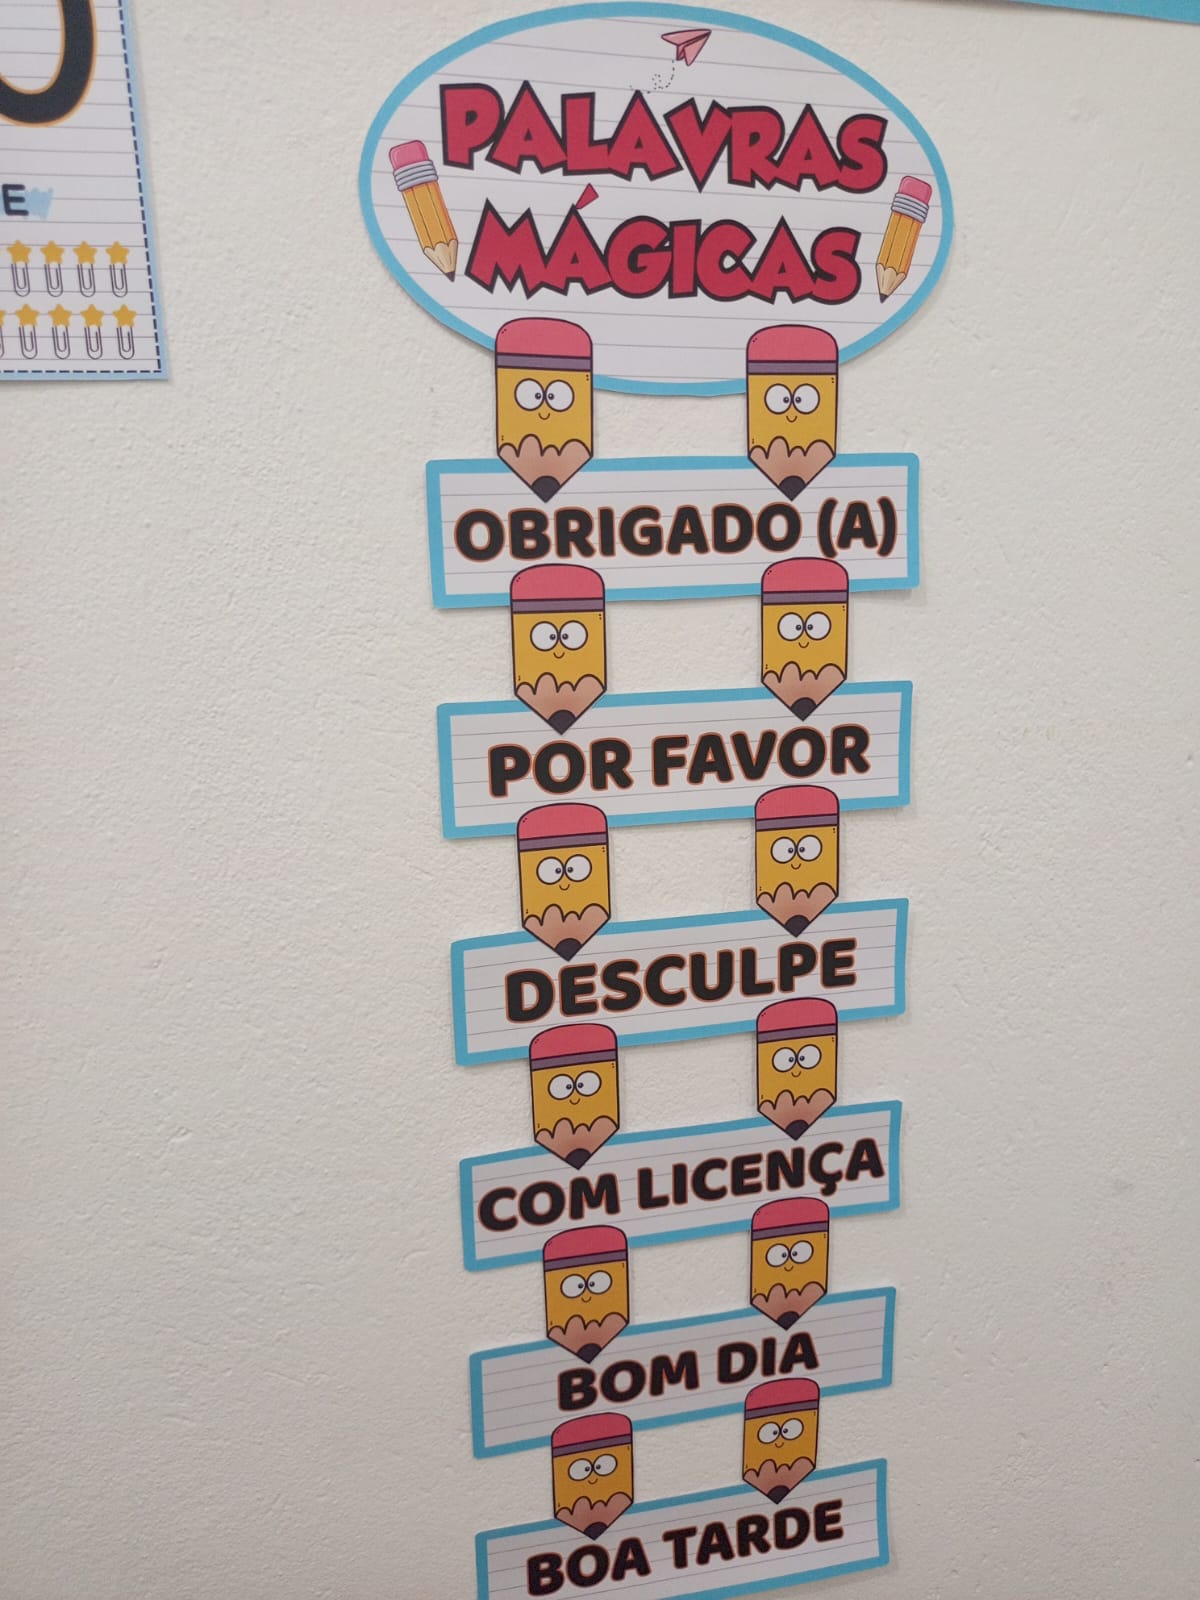 E
PALAVRAS
MÁGICAS
OBRIGADO (A)
POR FAVOR
DESCULPE
COM LICENÇA
BOM DIA
BOA TARDE